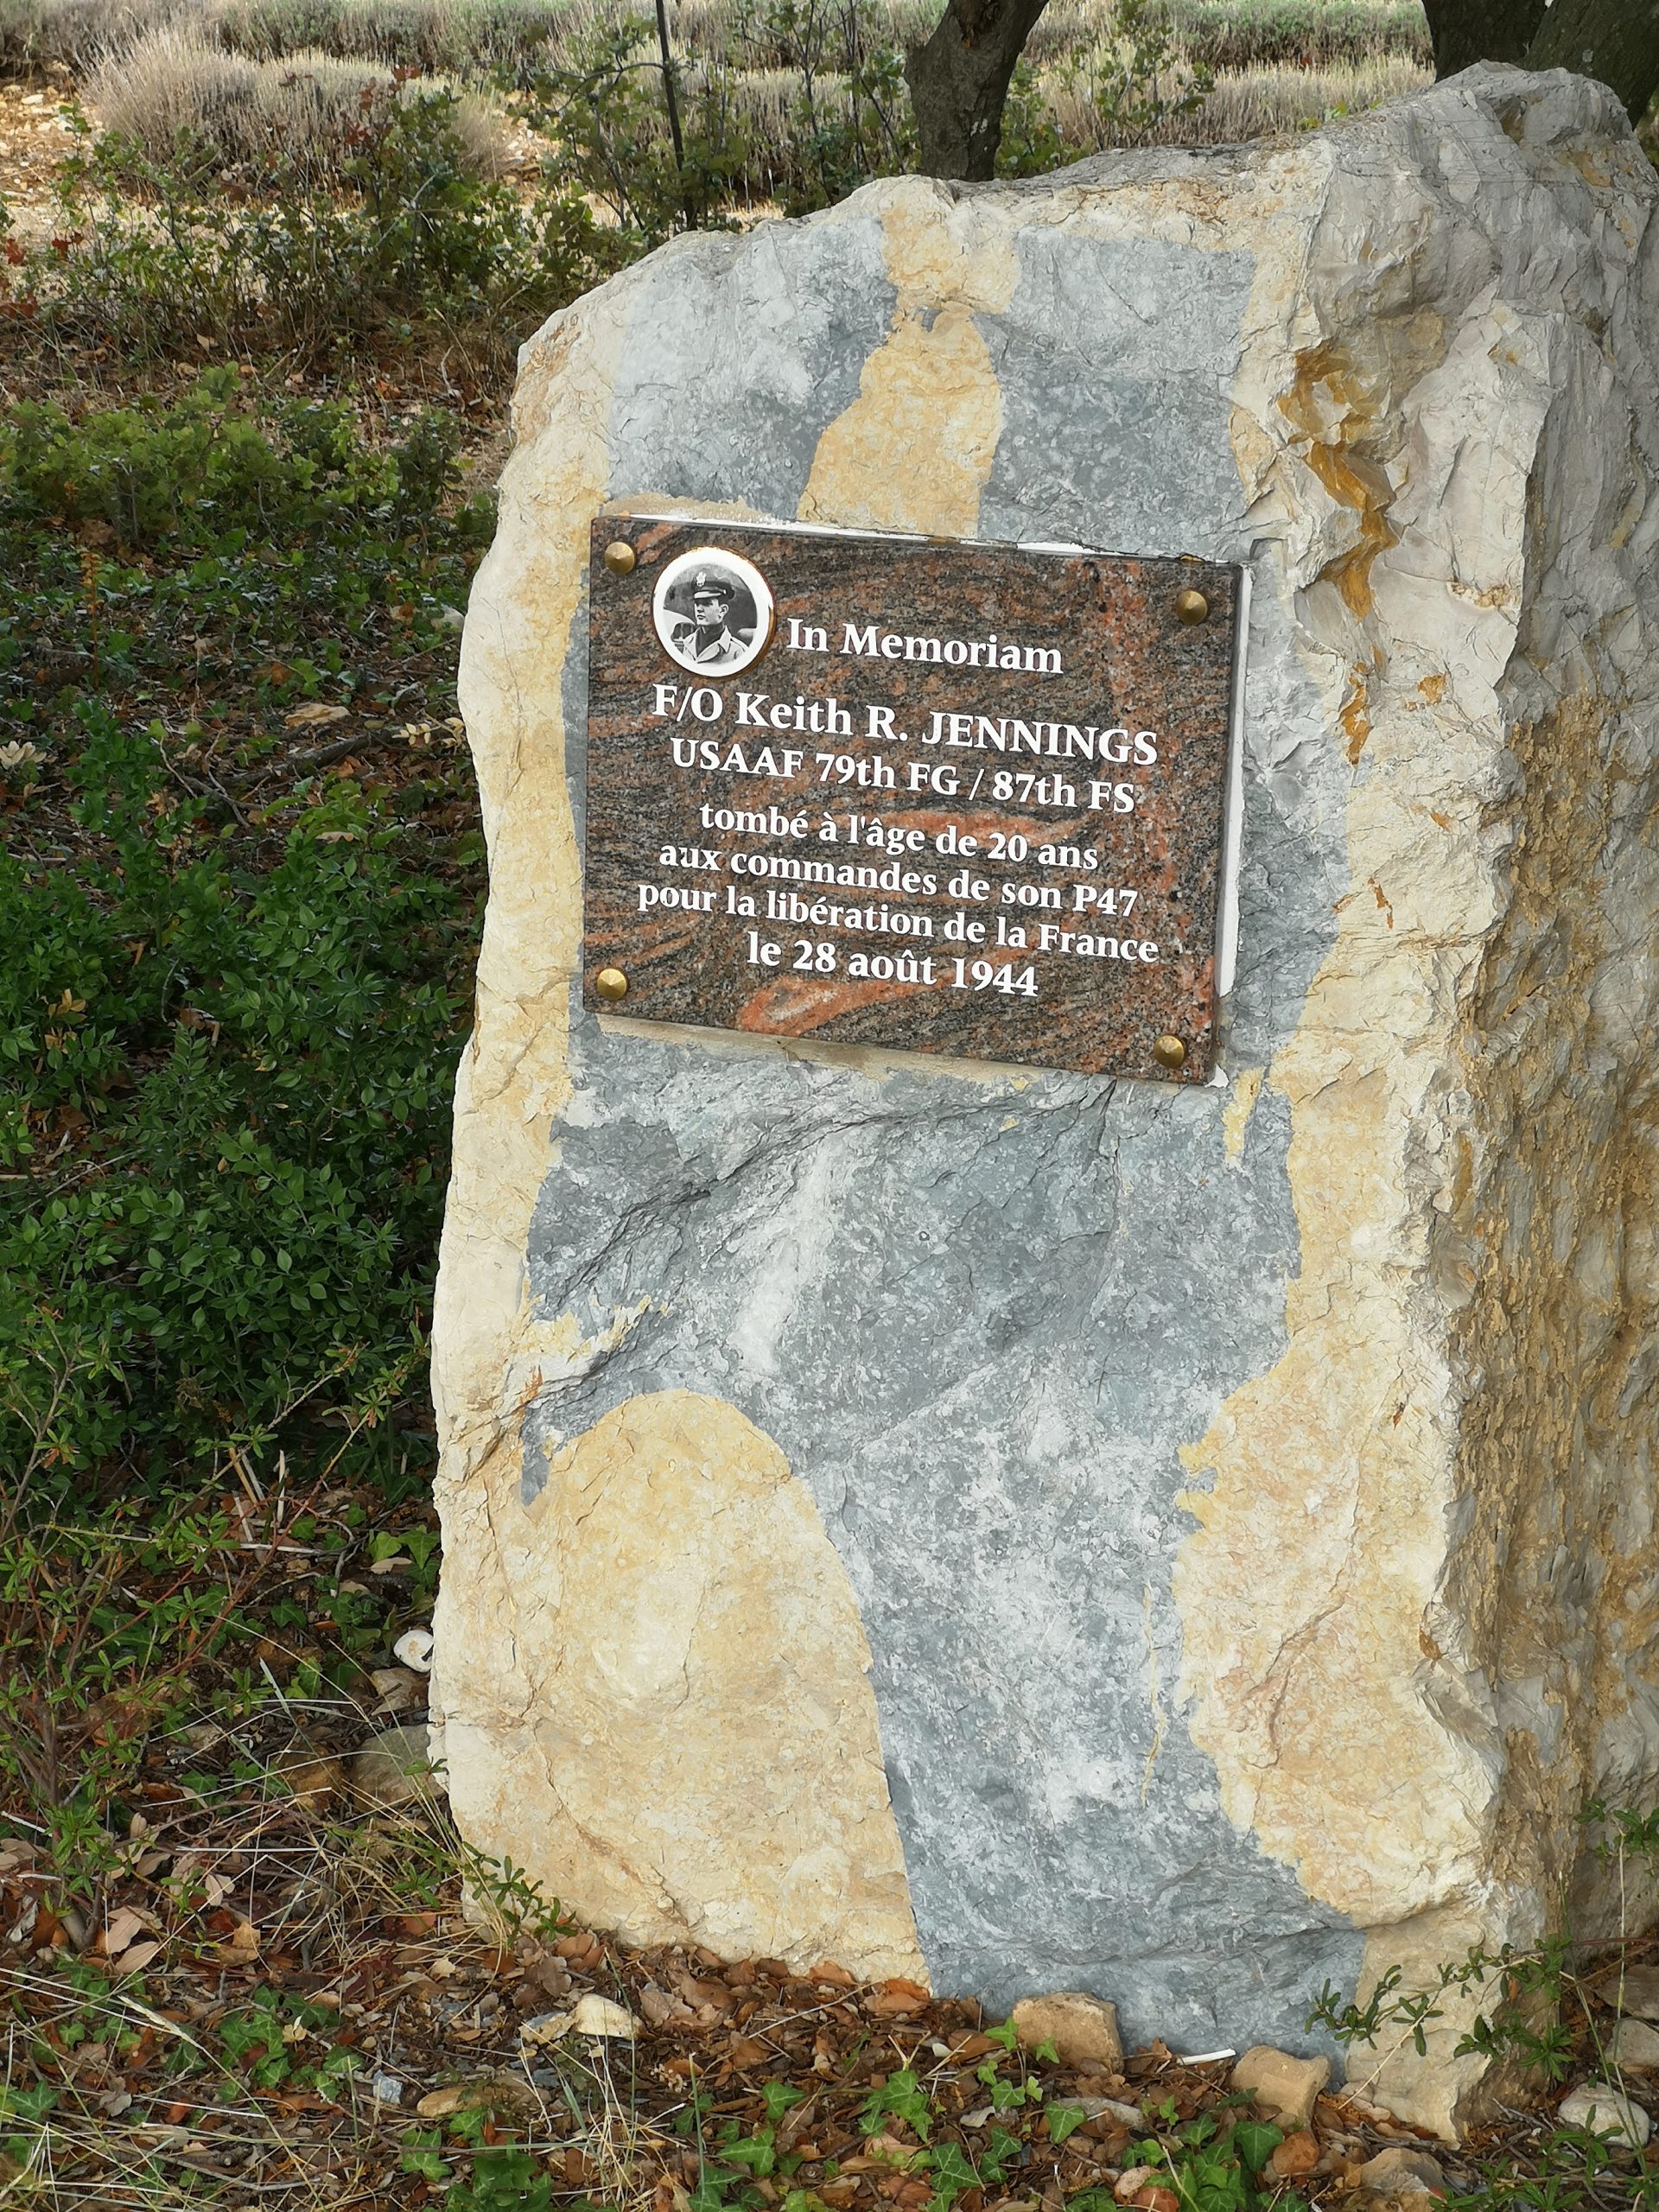 In Memoriam
F/O Keith R. JENNINGS
USAAF 79th FG / 87th FS
tombé à l'âge de 20 ans
aux commandes de son P47
pour la libération de la France
le 28 août 1944